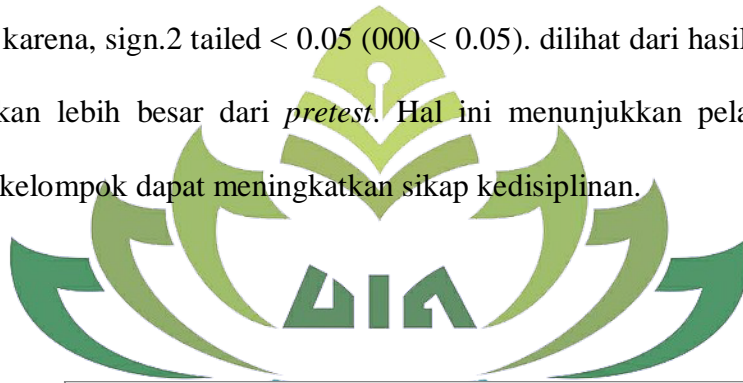 karena, sign.2 tailed < 0.05 (000 < 0.05). dilihat dari hasil
kan lebih besar dari pretest. Hal ini menunjukkan pela
kelompok dapat meningkatkan sikap kedisiplinan.
UIN